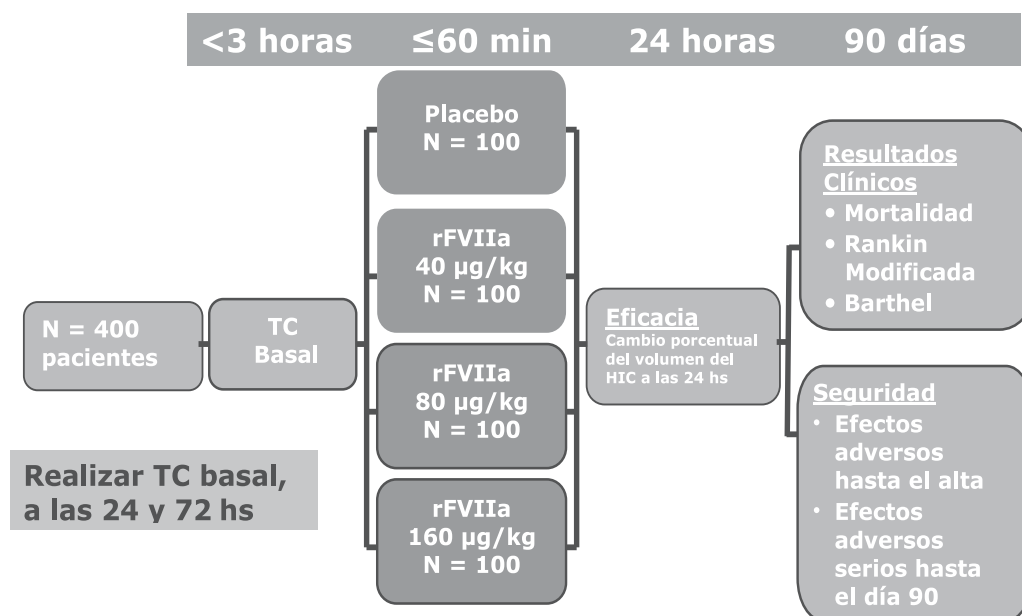 <3 horas
≤60 min
24 horas
90 días
N = 400
pacientes
TC
Basal
Placebo
N = 100
rFVIIa
40 µg/kg
N = 100
rFVIIa
80 µg/kg
N = 100
rFVIIa
160 µg/kg
N = 100
Eficacia
Cambio porcentual
del volumen del
HIC a las 24 hs
Resultados
Clínicos
• Mortalidad
• Rankin
Modificada
• Barthel
Seguridad
• Efectos
adversos
hasta el alta
• Efectos
adversos
serios hasta
el día 90
Realizar TC basal,
a las 24 y 72 hs